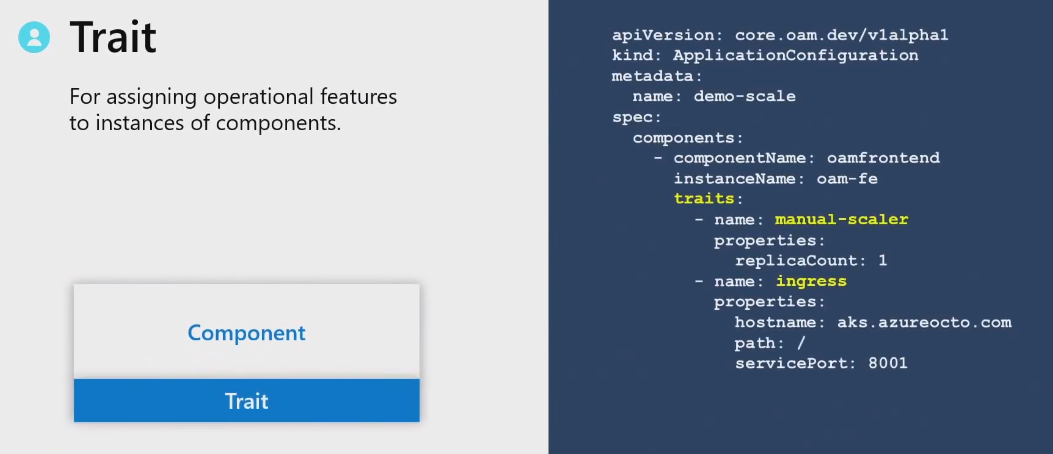 Trait
For assigning operational features
to instances of components.
Component
Trait
apiVersion: core.oam.dev/v1alpha1
kind: ApplicationConfiguration
metadata:
  name: demo-scale
spec:
  components:
    - componentName: oamfrontend
      instanceName: oam-fe
      traits:
        - name: manual-scaler
          properties:
            replicaCount: 1
        - name: ingress
          properties:
            hostname: aks.azureocto.com
            path: /
            servicePort: 8001